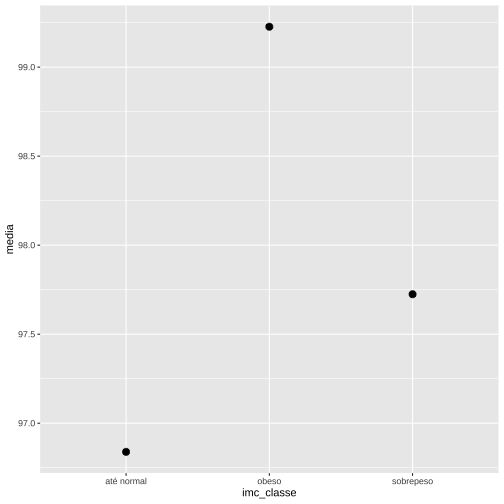 99.0
98.5
98.0
97.5
97.0
media
até normal
obeso
sobrepeso
imc_classe